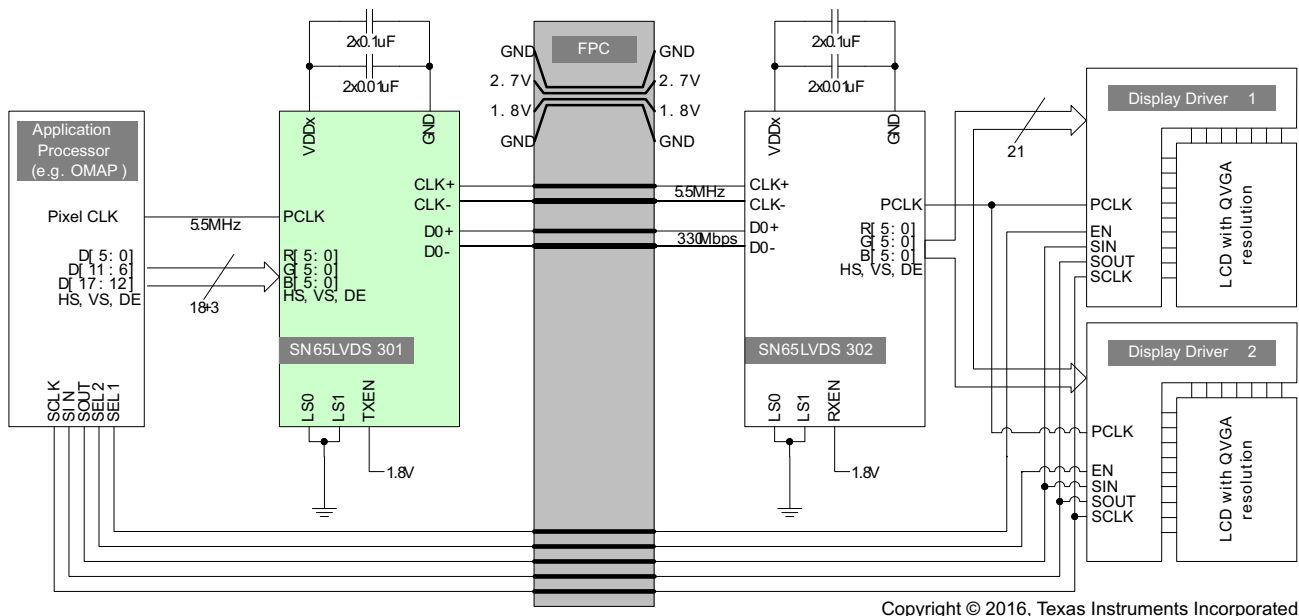 2x0.1uF
2x0.01uF
VDDx
GND
FPC
GND
2.7V
1.8V
GND
GND
2.7V
1.8V
GND
2x0.1uF
2x0.01uF
VDDx
GND
Application
Processor
(e.g. OMAP)
Pixel CLK
D[5:0]
D[11:6]
D[17:12]
HS, VS, DE
SCLK
SIN
SOUT
SEL2
SEL1
5.5MHz
18+3
PCLK
R[5:0]
G[5:0]
B[5:0]
HS, VS, DE
CLK+
CLK-
D0+
D0-
SN65LVDS 301
LS0
LS1
TXEN
1.8V
5.5MHz
330Mbps
CLK+
CLK-
D0+
D0-
PCLK
R[5:0]
G[5:0]
B[5:0]
HS, VS, DE
SN65LVDS 302
LS0
LS1
RXEN
1.8V
21
Display Driver 1
PCLK
EN
SIN
SOUT
SCLK
LCD with QVGA
resolution
Display Driver 2
PCLK
EN
SIN
SOUT
SCLK
LCD with QVGA
resolution
Copyright © 2016, Texas Instruments Incorporated